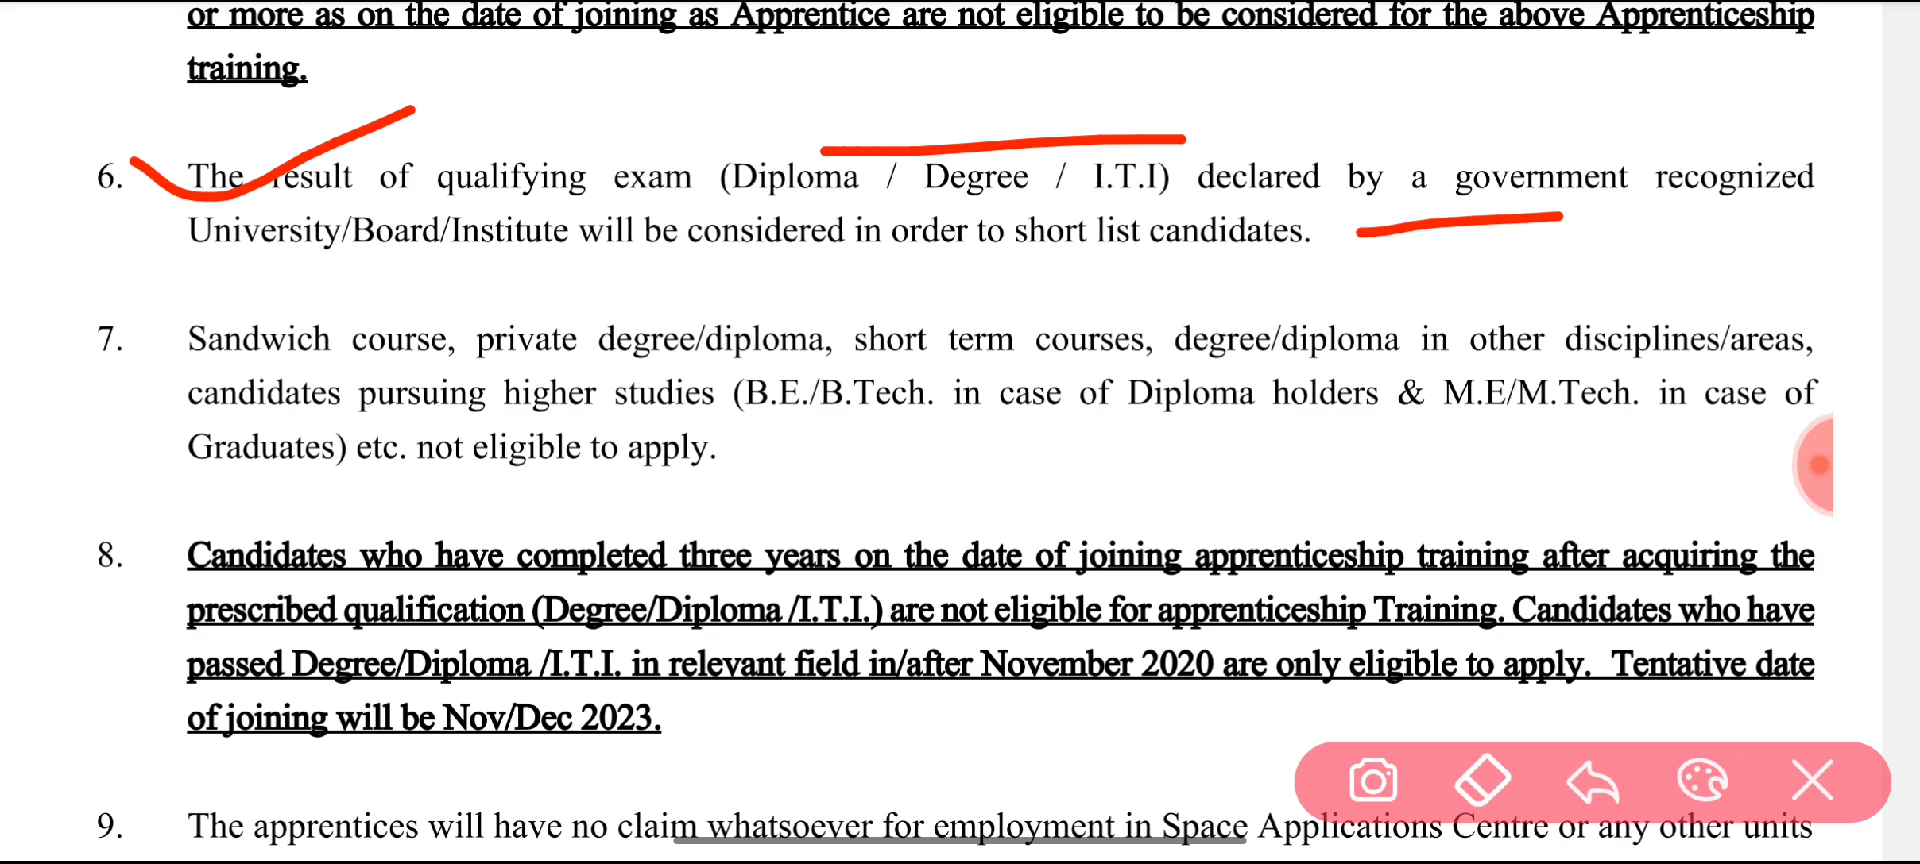 or more as on the date of joining as Apprentice are not eligible to be considered for the above Apprenticeship
training.
6. The result of qualifying exam (Diploma / Degree / I.T.I) declared by a government recognized
University/Board/Institute will be considered in order to short list candidates.
7. Sandwich course, private degree/diploma, short term courses, degree/diploma in other disciplines/areas,
candidates pursuing higher studies (B.E./B.Tech. in case of Diploma holders & M.E/M.Tech. in case of
Graduates) etc. not eligible to apply.
8. Candidates who have completed three years on the date of joining apprenticeship training after acquiring the
prescribed qualification (Degree/Diploma /I.T.I.) are not eligible for apprenticeship Training. Candidates who have
passed Degree/Diploma /I.T.I. in relevant field in/after November 2020 are only eligible to apply. Tentative date
of joining will be Nov/Dec 2023.
9. The apprentices will have no claim whatsoever for employment in Space Applications Centre or any other units